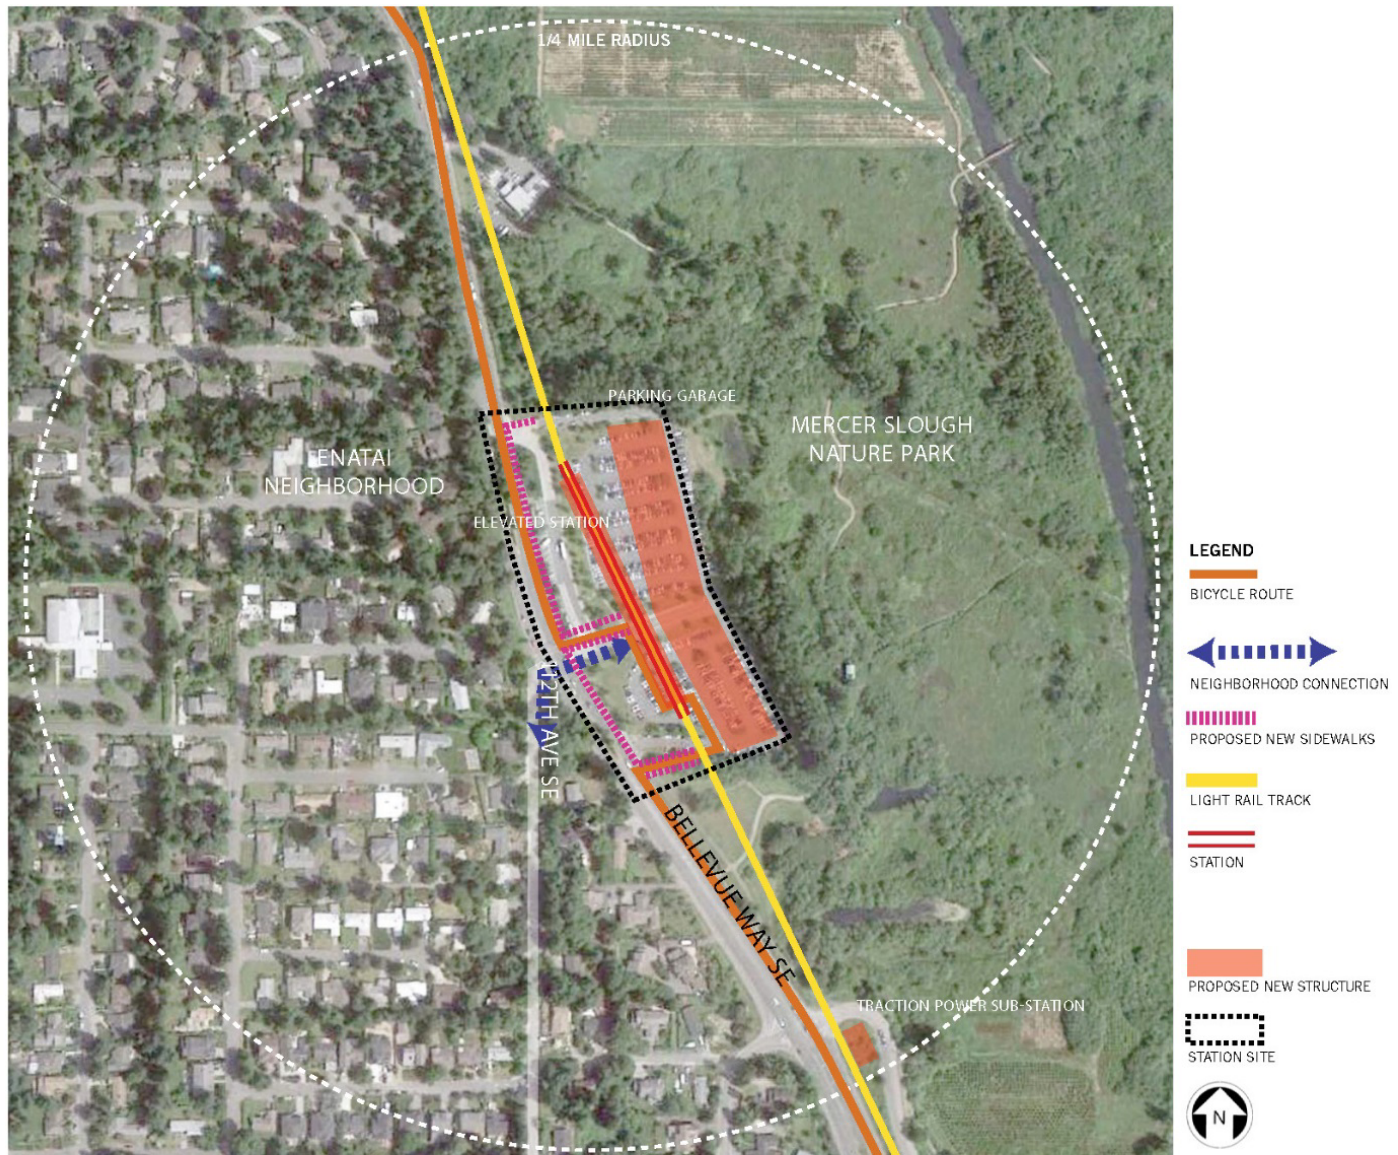 1/4 MILE RADIUS
PARKING GARAGE
MERCER SLOUGH
NATURE PARK
ENATAI
NEIGHBORHOOD
ELEVATED STATION
112TH AVE SE
BELLEVUE WAY SE
TRACTION POWER SUB-STATION
LEGEND
BICYCLE ROUTE
NEIGHBORHOOD CONNECTION
PROPOSED NEW SIDEWALKS
LIGHT RAIL TRACK
STATION
PROPOSED NEW STRUCTURE
STATION SITE
N